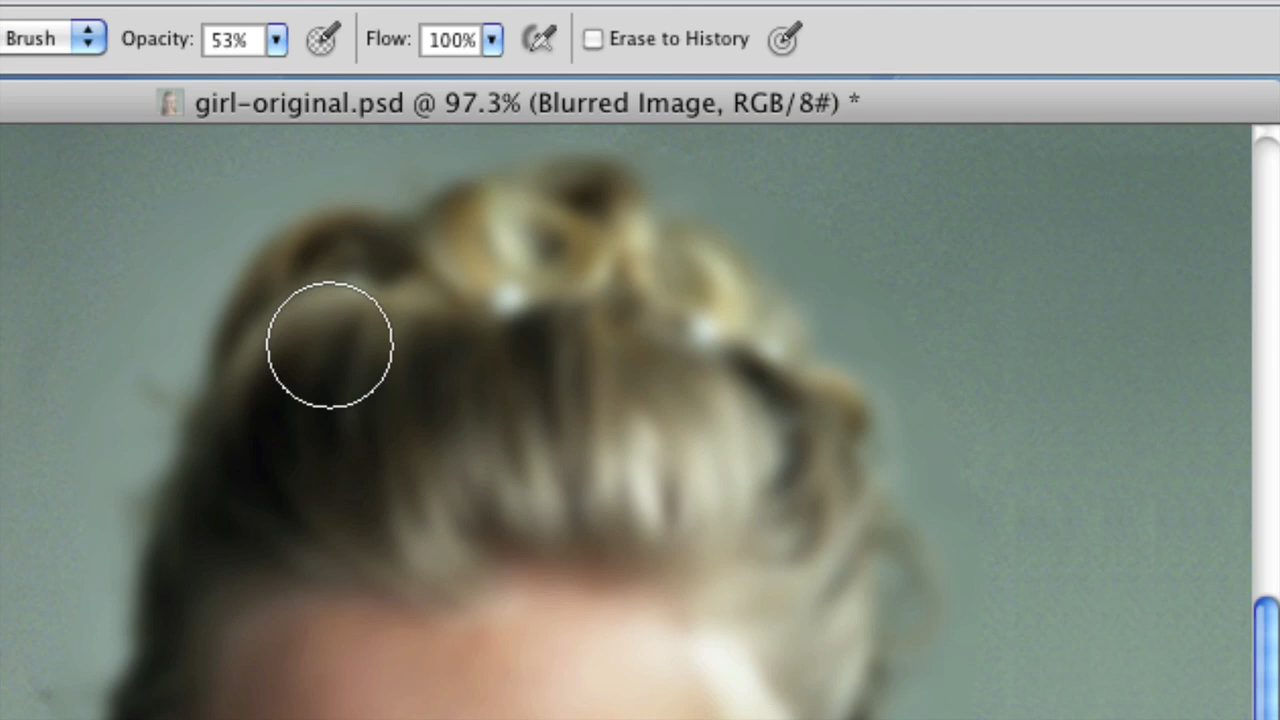 Brush Opacity: 53% Flow: 100% Erase to History
girl-original.psd @ 97.3% (Blurred Image, RGB/8#) *